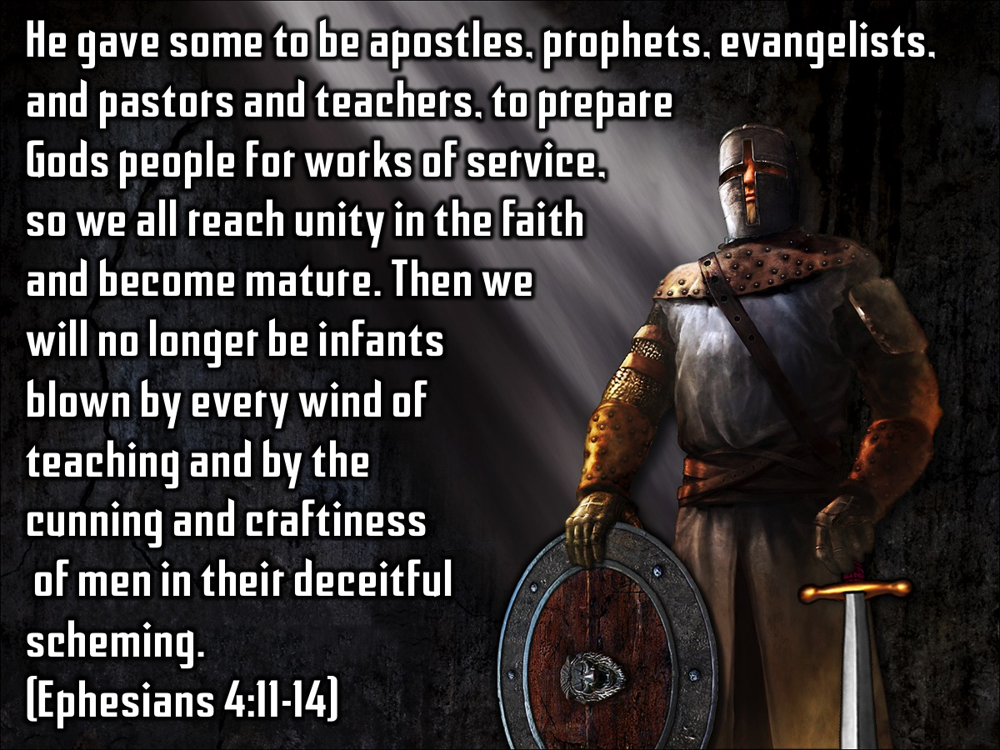 He gave some to be apostles, prophets, evangelists,
and pastors and teachers, to prepare
Gods people for works of service,
so we all reach unity in the faith
and become mature. Then we
will no longer be infants
blown by every wind of
teaching and by the
cunning and craftiness
of men in their deceitful
scheming.
(Ephesians 4:11-14)